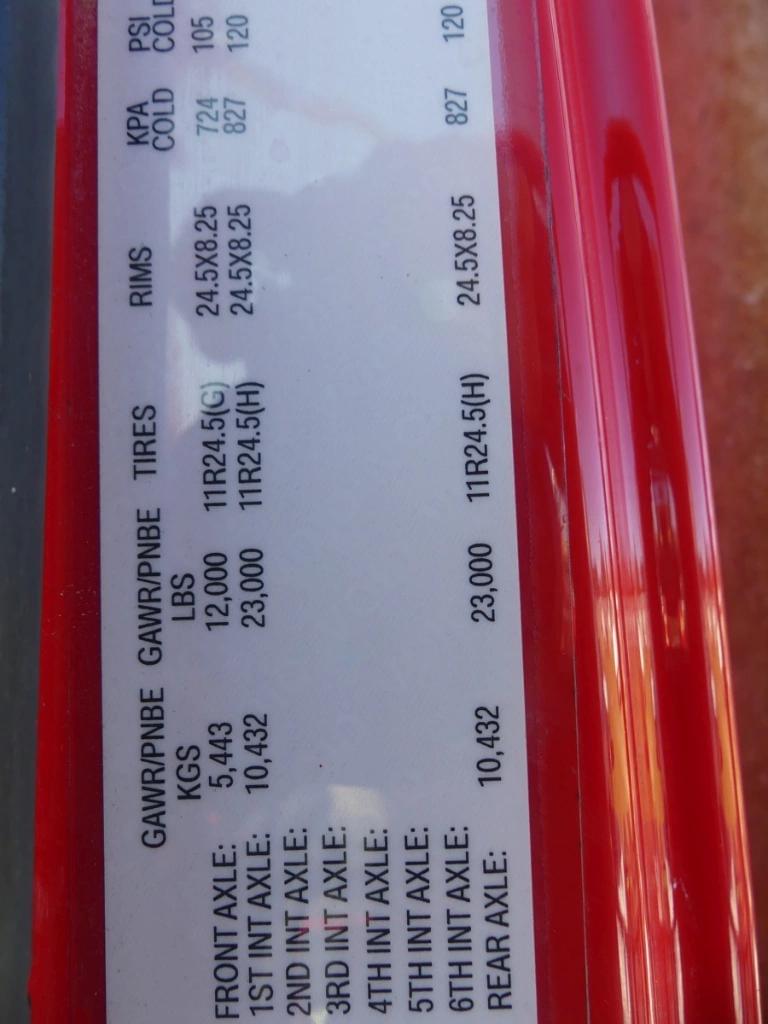 GAWR/PNBE GAWR/PNBE TIRES RIMS KPA PSI
KGS LBS COLD COLD
FRONT AXLE: 5,443 12,000 11R24.5(G) 24.5X8.25 724 105
1ST INT AXLE: 10,432 23,000 11R24.5(H) 24.5X8.25 827 120
2ND INT AXLE:
3RD INT AXLE:
4TH INT AXLE:
5TH INT AXLE:
6TH INT AXLE:
REAR AXLE: 10,432 23,000 11R24.5(H) 24.5X8.25 827 120